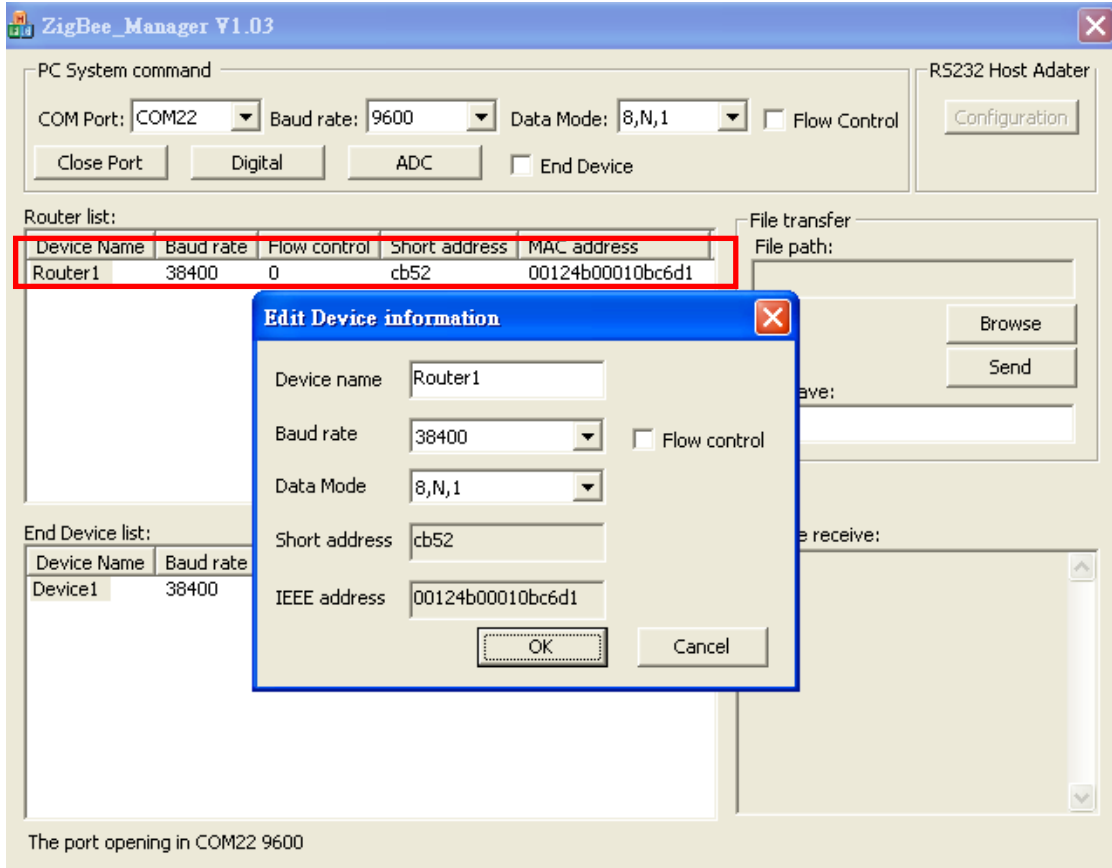 ZigBee_Manager V1.03
PC System command
RS232 Host Adater
COM Port: COM22 Baud rate: 9600 Data Mode: 8,N,1 Flow Control
Configuration
Close Port Digital ADC End Device
Router list:
File transfer
Device Name Baud rate Flow control Short address MAC address
File path:
Router1 38400 0 cb52 00124b00010bc6d1
Edit Device information
Browse
Device name Router1
Send
ave:
Baud rate 38400 Flow control
Data Mode 8,N,1
End Device list:
Short address cb52
e receive:
Device Name Baud rate
Device1 38400
IEEE address 00124b00010bc6d1
OK Cancel
The port opening in COM22 9600